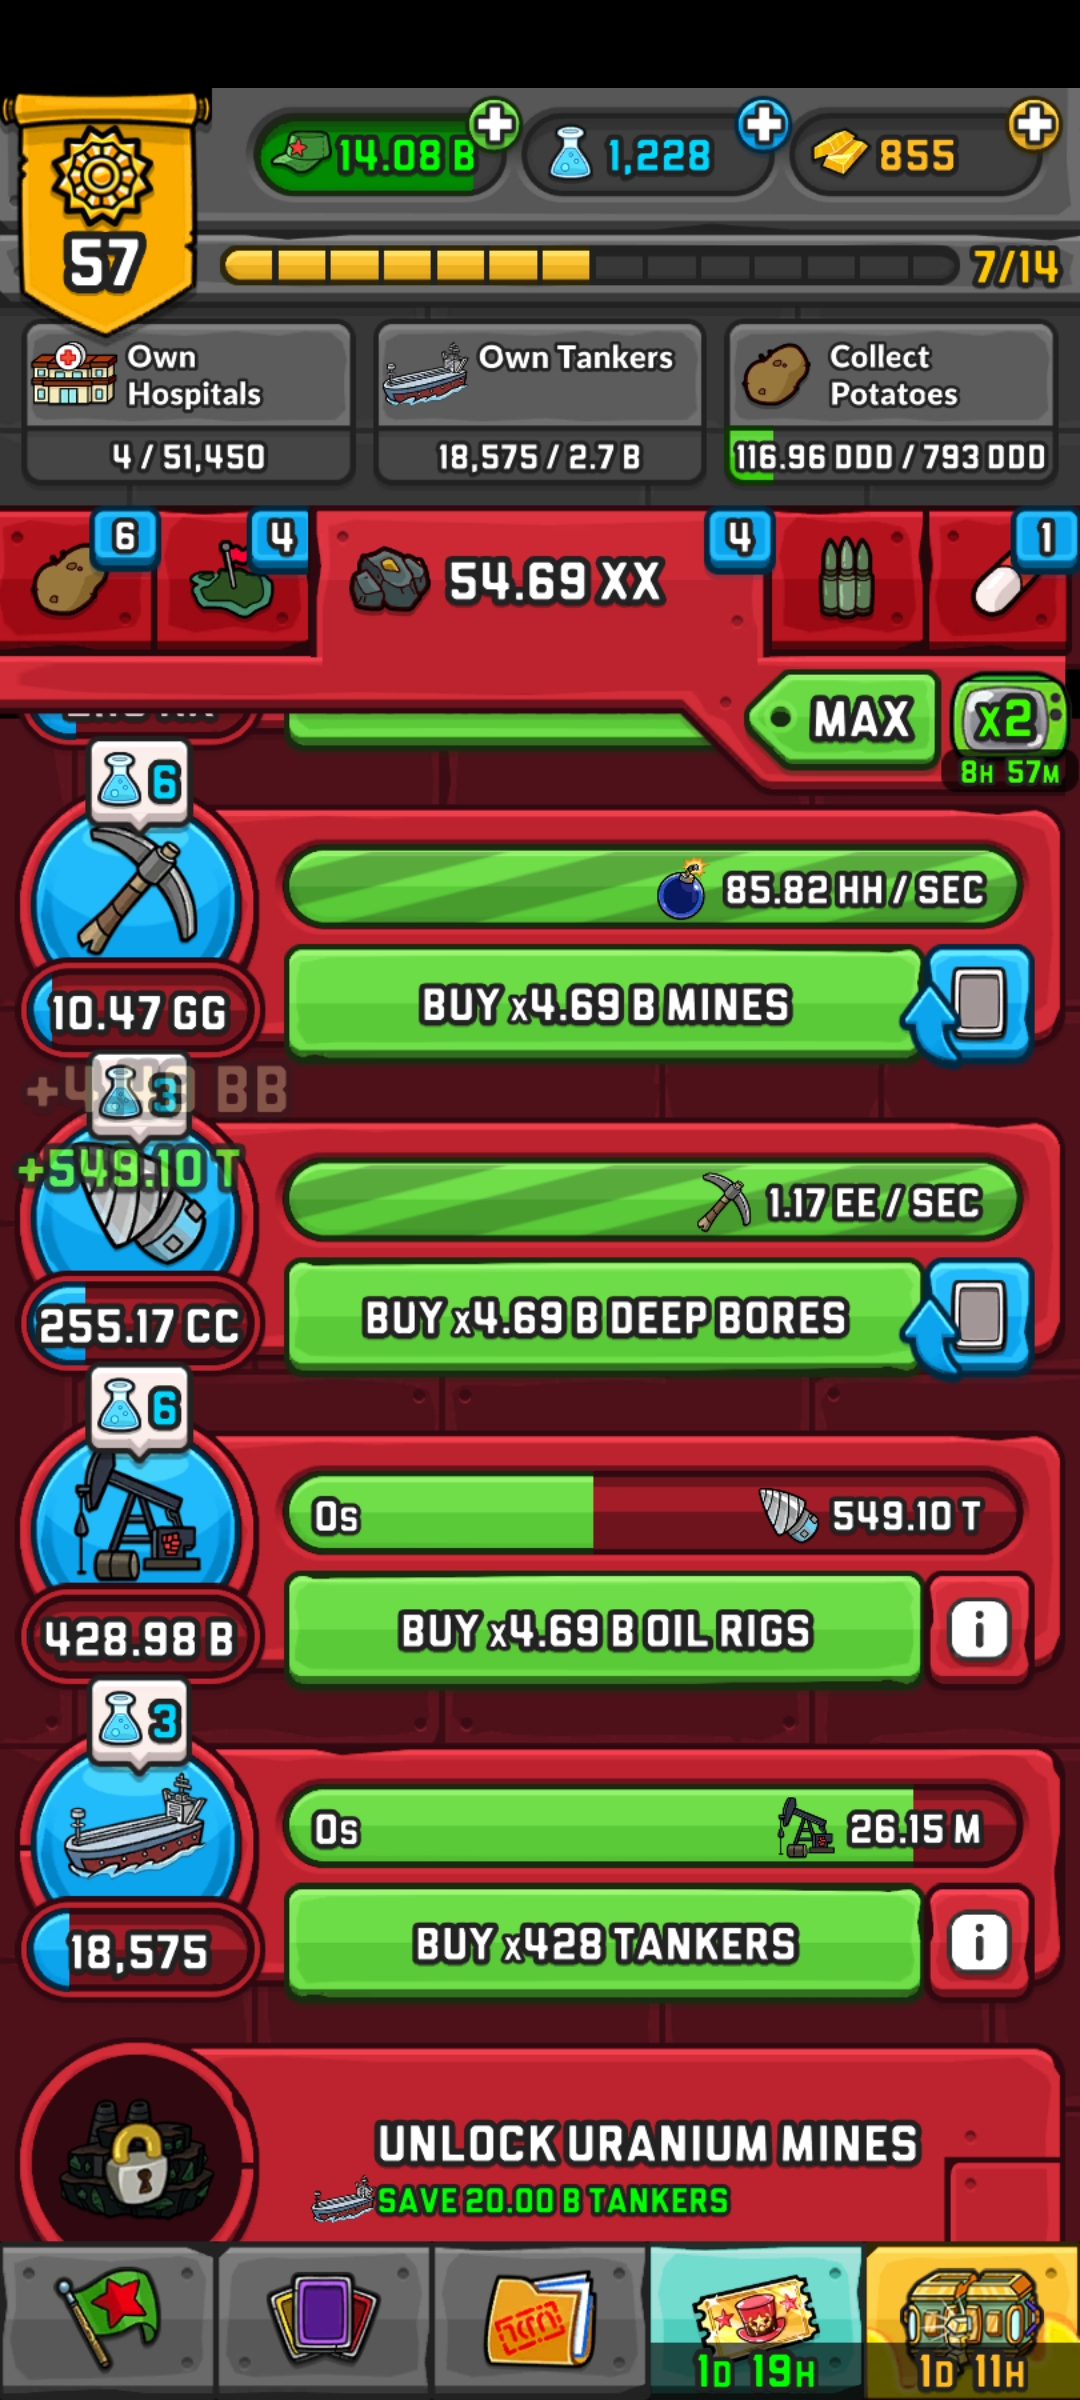 14.08 B
1,228
855
57
7/14
Own
Hospitals
4 / 51,450
Own Tankers
18,575 / 2.7 B
Collect
Potatoes
116.96 DDD / 793 DDD
6
4
54.69 XX
4
1
MAX
x2
8H 57M
6
85.82 HH / SEC
BUY x4.69 B MINES
10.47 GG
3
+549.10 T
1.17 EE / SEC
BUY x4.69 B DEEP BORES
255.17 CC
6
0s
549.10 T
BUY x4.69 B OIL RIGS
i
428.98 B
3
0s
26.15 M
BUY x428 TANKERS
i
18,575
UNLOCK URANIUM MINES
SAVE 20.00 B TANKERS
1D 19H
1D 11H